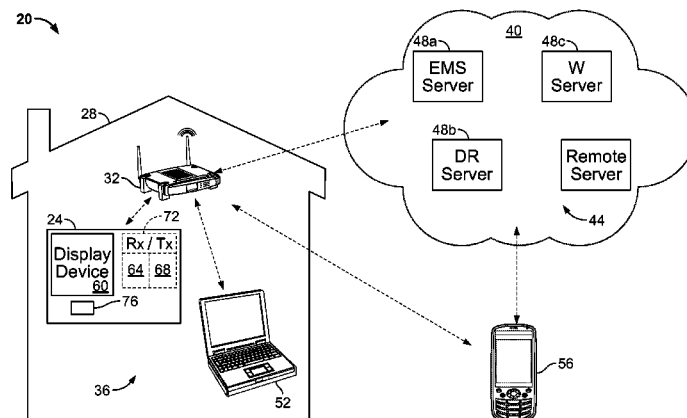 20
40
48a
EMS
Server
48c
W
Server
28
48b
DR
Server
Remote
Server
32
44
24
72
Display
Device
60
Rx / Tx
64
68
76
36
52
56